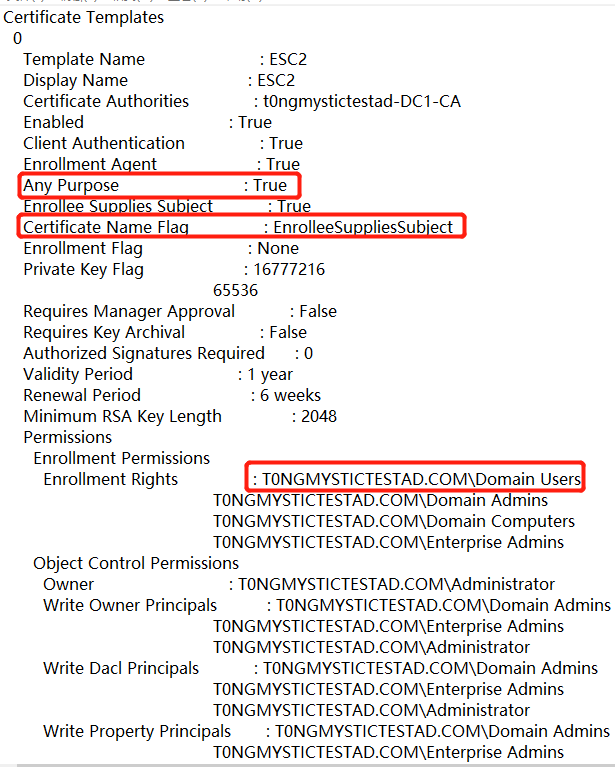 Certificate Templates
0
Template Name : ESC2
Display Name : ESC2
Certificate Authorities : t0ngmystictestad-DC1-CA
Enabled : True
Client Authentication : True
Enrollment Agent : True
Any Purpose : True
Enrollee Supplies Subject : True
Certificate Name Flag : EnrolleeSuppliesSubject
Enrollment Flag : None
Private Key Flag : 16777216
65536
Requires Manager Approval : False
Requires Key Archival : False
Authorized Signatures Required : 0
Validity Period : 1 year
Renewal Period : 6 weeks
Minimum RSA Key Length : 2048
Permissions
Enrollment Permissions
Enrollment Rights : T0NGMYSTICTESTAD.COM\Domain Users
T0NGMYSTICTESTAD.COM\Domain Admins
T0NGMYSTICTESTAD.COM\Domain Computers
T0NGMYSTICTESTAD.COM\Enterprise Admins
Object Control Permissions
Owner : T0NGMYSTICTESTAD.COM\Administrator
Write Owner Principals : T0NGMYSTICTESTAD.COM\Domain Admins
T0NGMYSTICTESTAD.COM\Enterprise Admins
T0NGMYSTICTESTAD.COM\Administrator
Write Dacl Principals : T0NGMYSTICTESTAD.COM\Domain Admins
T0NGMYSTICTESTAD.COM\Enterprise Admins
T0NGMYSTICTESTAD.COM\Administrator
Write Property Principals : T0NGMYSTICTESTAD.COM\Domain Admins
T0NGMYSTICTESTAD.COM\Enterprise Admins